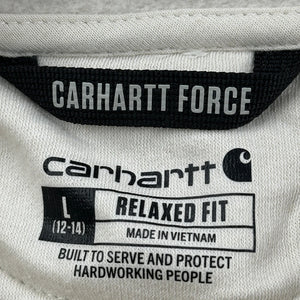 CARHARTT FORCE
carhartt
L
(12-14)
RELAXED FIT
MADE IN VIETNAM
BUILT TO SERVE AND PROTECT
HARDWORKING PEOPLE